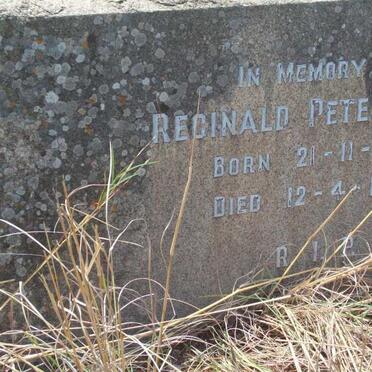 IN MEMORY
REGINALD PETE
BORN 21-11-
DIED 12-4-
R. I. P.